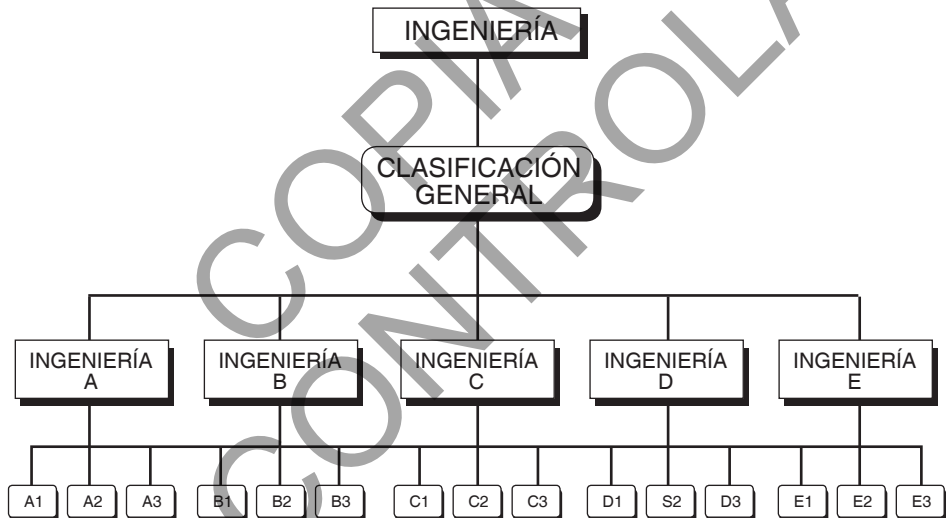 INGENIERÍA
CLASIFICACIÓN
GENERAL
INGENIERÍA
A
INGENIERÍA
B
INGENIERÍA
C
INGENIERÍA
D
INGENIERÍA
E
A1 A2 A3 B1 B2 B3 C1 C2 C3 D1 S2 D3 E1 E2 E3
COPIA
CONTROLA